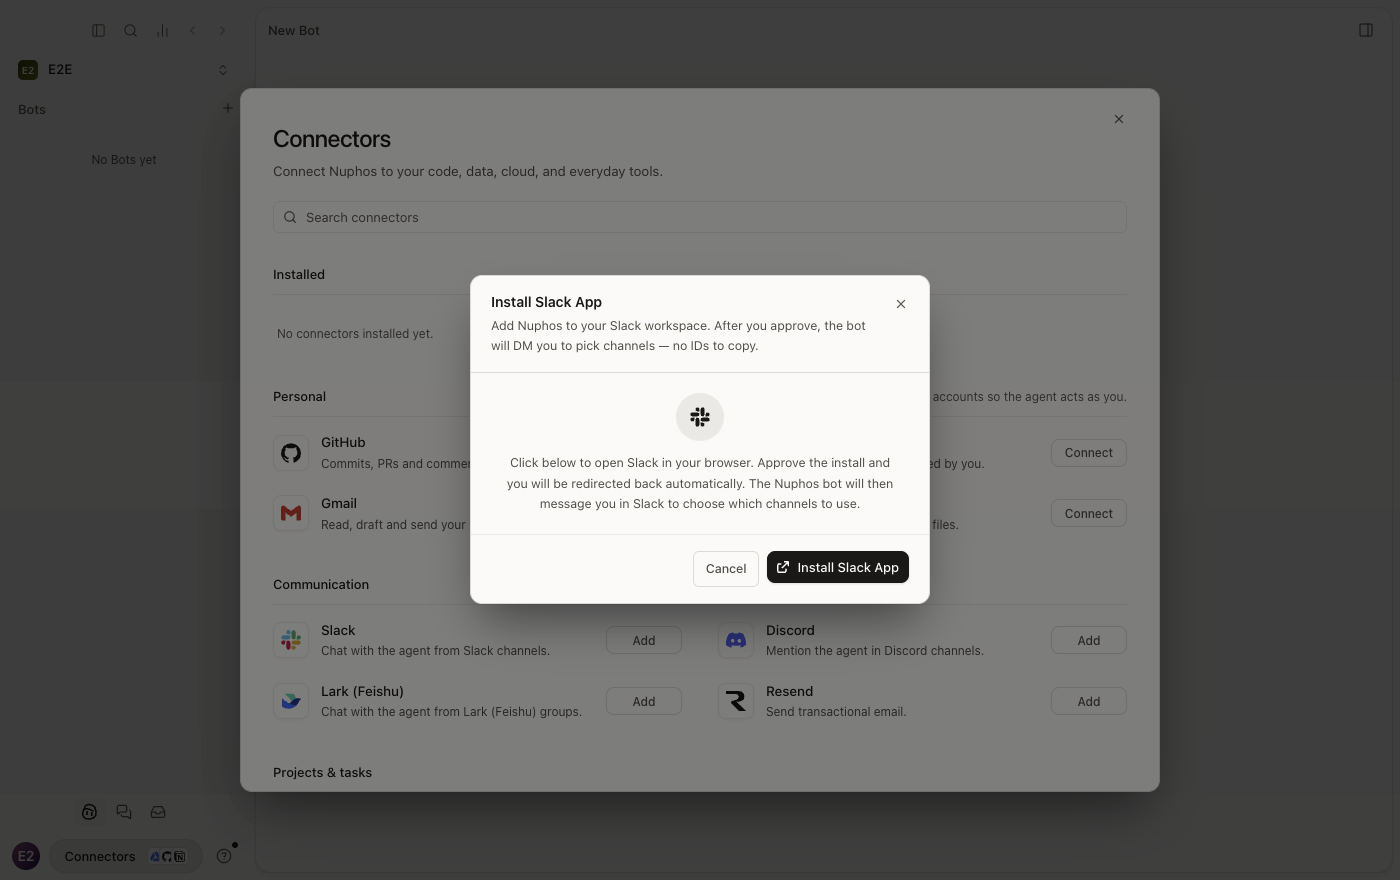 New Bot
E2 E2E
Bots
No Bots yet
Connectors
Connect Nuphos to your code, data, cloud, and everyday tools.
Search connectors
Installed
No connectors installed yet.
Install Slack App
Add Nuphos to your Slack workspace. After you approve, the bot
will DM you to pick channels — no IDs to copy.
Click below to open Slack in your browser. Approve the install and
you will be redirected back automatically. The Nuphos bot will then
message you in Slack to choose which channels to use.
Cancel
Install Slack App
Personal
accounts so the agent acts as you.
GitHub
Commits, PRs and
ed by you.
Connect
Gmail
Read, draft and send your
files.
Connect
Communication
Slack
Chat with the agent from Slack channels.
Add
Discord
Mention the agent in Discord channels.
Add
Lark (Feishu)
Chat with the agent from Lark (Feishu) groups.
Add
Resend
Send transactional email.
Add
Projects & tasks
E2
Connectors